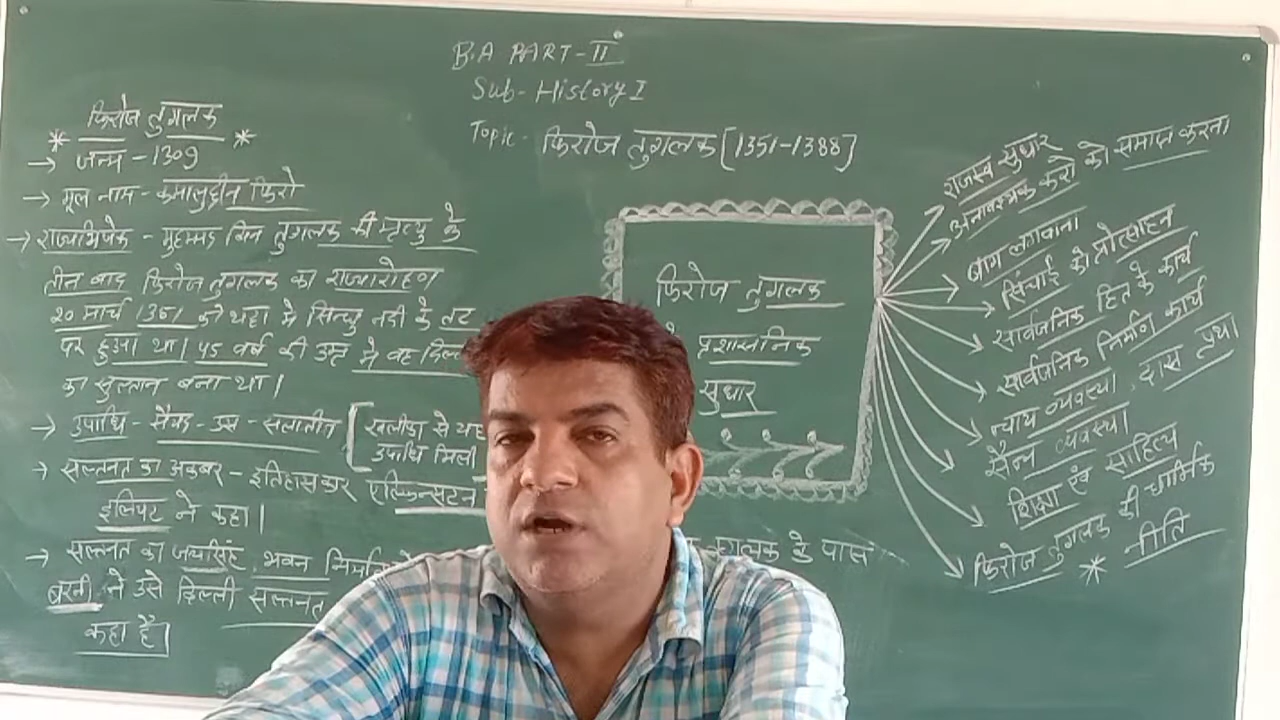 B.A PART-II
Sub- History I
Topic- फिरोज तुगलक [1351-1388]
फिरोज तुगलक
* *
→ जन्म - 1309
→ मूल नाम - कमालुद्दीन फिरो
→ राज्याभिषेक - मुहम्मद बिन तुगलक की मृत्यु के
तीन बाद फिरोज तुगलक का राज्यारोहण
20 मार्च 1351 को थट्टा में सिन्धु नदी के तट
पर हुआ था। 45 वर्ष की उम्र में वह
का सुल्तान बना था।
→ उपाधि - सैयद-उस-सलातीन [खलीफा से यह
उपाधि मिली
→ सल्तनत का अकबर - इतिहासकार एल्फिन्सटन
इलियट ने कहा।
→ सल्तनत का जयसिंह, भवन
तुगलक के पास
बरनी ने उसे दिल्ली सल्तनत
कहा है।
फिरोज तुगलक
के प्रशासनिक
सुधार
राजस्व सुधार
अनावश्यक करो को समाप्त करना
बाग लगवाना
सिंचाई को प्रोत्साहन
सार्वजनिक हित के कार्य
सार्वजनिक निर्माण कार्य
न्याय व्यवस्था, दास प्रथा।
सैन्य व्यवस्था।
शिक्षा एंव साहित्य
फिरोज तुगलक की धार्मिक
* नीति